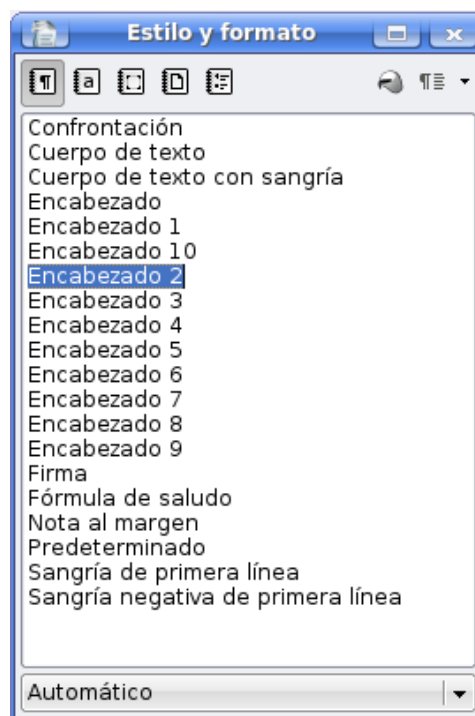 Estilo y formato
Confrontación
Cuerpo de texto
Cuerpo de texto con sangría
Encabezado
Encabezado 1
Encabezado 10
Encabezado 2
Encabezado 3
Encabezado 4
Encabezado 5
Encabezado 6
Encabezado 7
Encabezado 8
Encabezado 9
Firma
Fórmula de saludo
Nota al margen
Predeterminado
Sangría de primera línea
Sangría negativa de primera línea
Automático